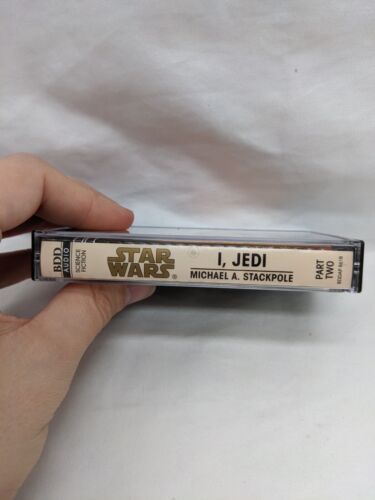 BDD
AUDIO
SCIENCE
FICTION
STAR
WARS®
I, JEDI
MICHAEL A. STACKPOLE
PART
TWO